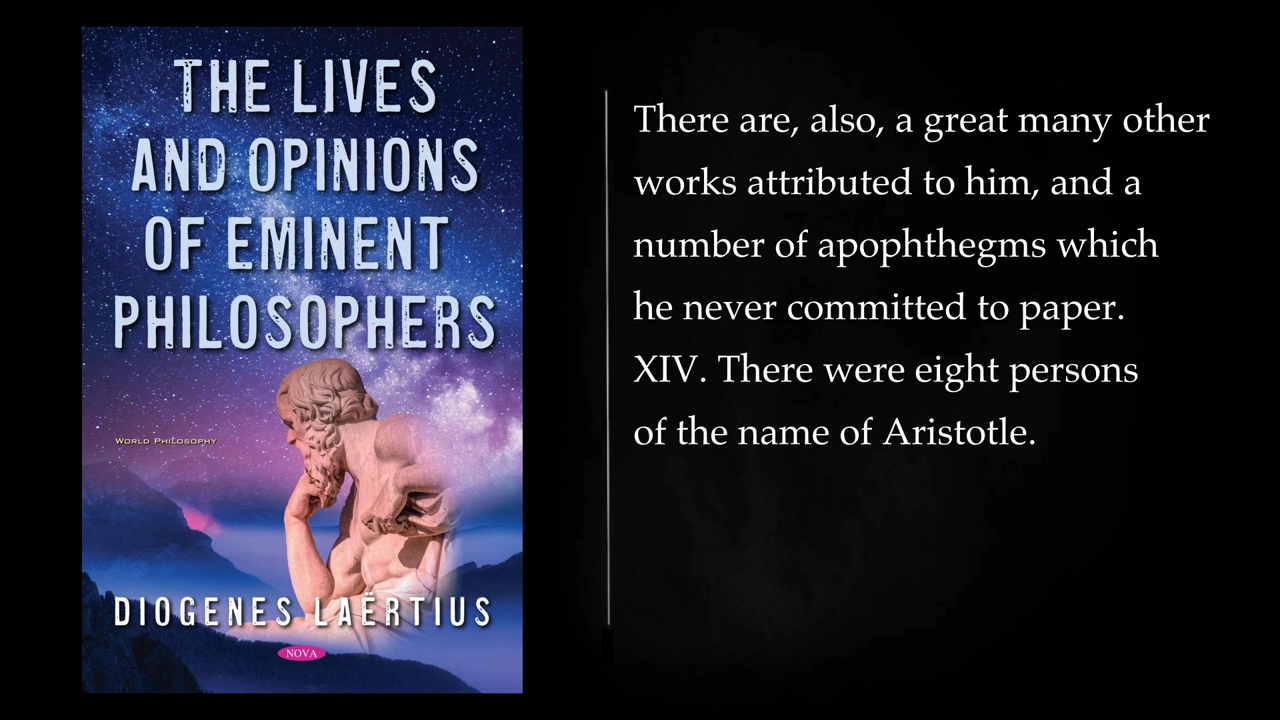 THE LIVES
AND OPINIONS
OF EMINENT
PHILOSOPHERS
WORLD PHILOSOPHY
DIOGENES LAËRTIUS
NOVA
There are, also, a great many other
works attributed to him, and a
number of apophthegms which
he never committed to paper.
XIV. There were eight persons
of the name of Aristotle.